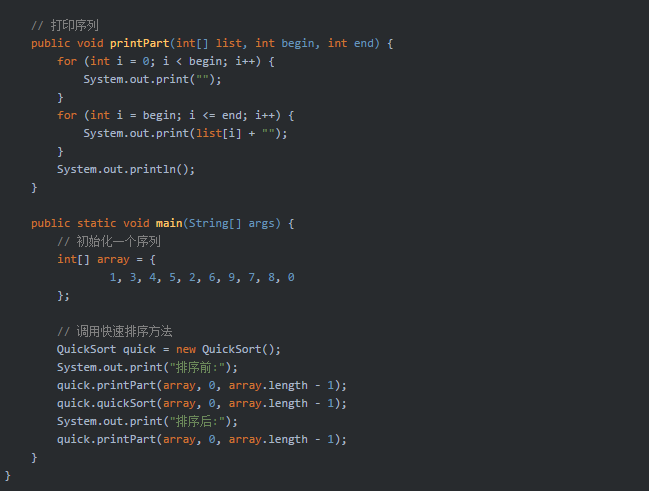 // 打印序列
public void printPart(int[] list, int begin, int end) {
for (int i = 0; i < begin; i++) {
System.out.print("");
}
for (int i = begin; i <= end; i++) {
System.out.print(list[i] + "");
}
System.out.println();
}
public static void main(String[] args) {
// 初始化一个序列
int[] array = {
1, 3, 4, 5, 2, 6, 9, 7, 8, 0
};
// 调用快速排序方法
QuickSort quick = new QuickSort();
System.out.print("排序前:");
quick.printPart(array, 0, array.length - 1);
quick.quickSort(array, 0, array.length - 1);
System.out.print("排序后:");
quick.printPart(array, 0, array.length - 1);
}
}